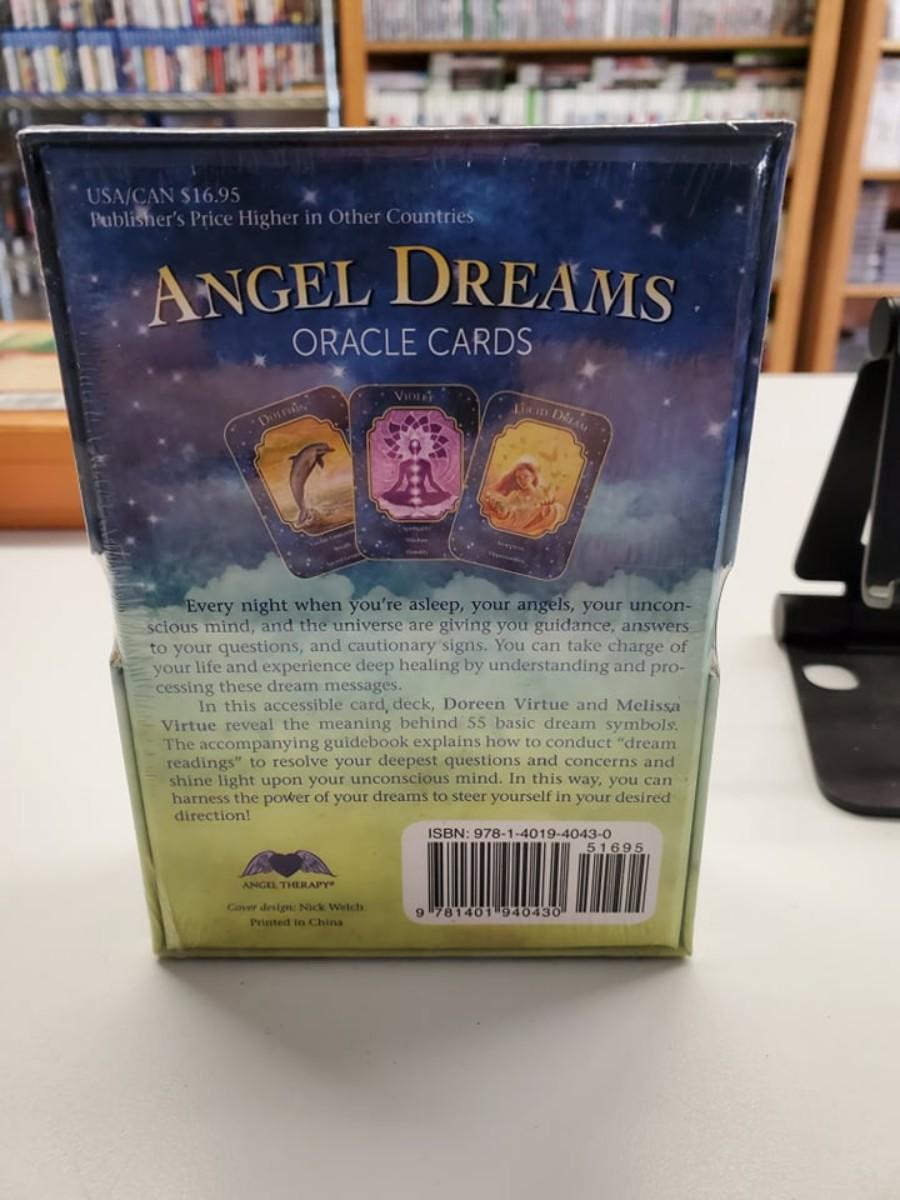 USA/CAN $16.95
Publisher's Price Higher in Other Countries
ANGEL DREAMS
ORACLE CARDS
DOLPHIN
VIOLET
LUCID DREAM
Spirituality
Wisdom
Every night when you're asleep, your angels, your uncon-
scious mind, and the universe are giving you guidance, answers
to your questions, and cautionary signs. You can take charge of
your life and experience deep healing by understanding and pro-
cessing these dream messages.
In this accessible card deck, Doreen Virtue and Melissa
Virtue reveal the meaning behind 55 basic dream symbols.
The accompanying guidebook explains how to conduct "dream
readings" to resolve your deepest questions and concerns and
shine light upon your unconscious mind. In this way, you can
harness the power of your dreams to steer yourself in your desired
direction!
ISBN: 978-1-4019-4043-0
51695
9 781401 940430
ANGEL THERAPY®
Cover design: Nick Welch
Printed in China